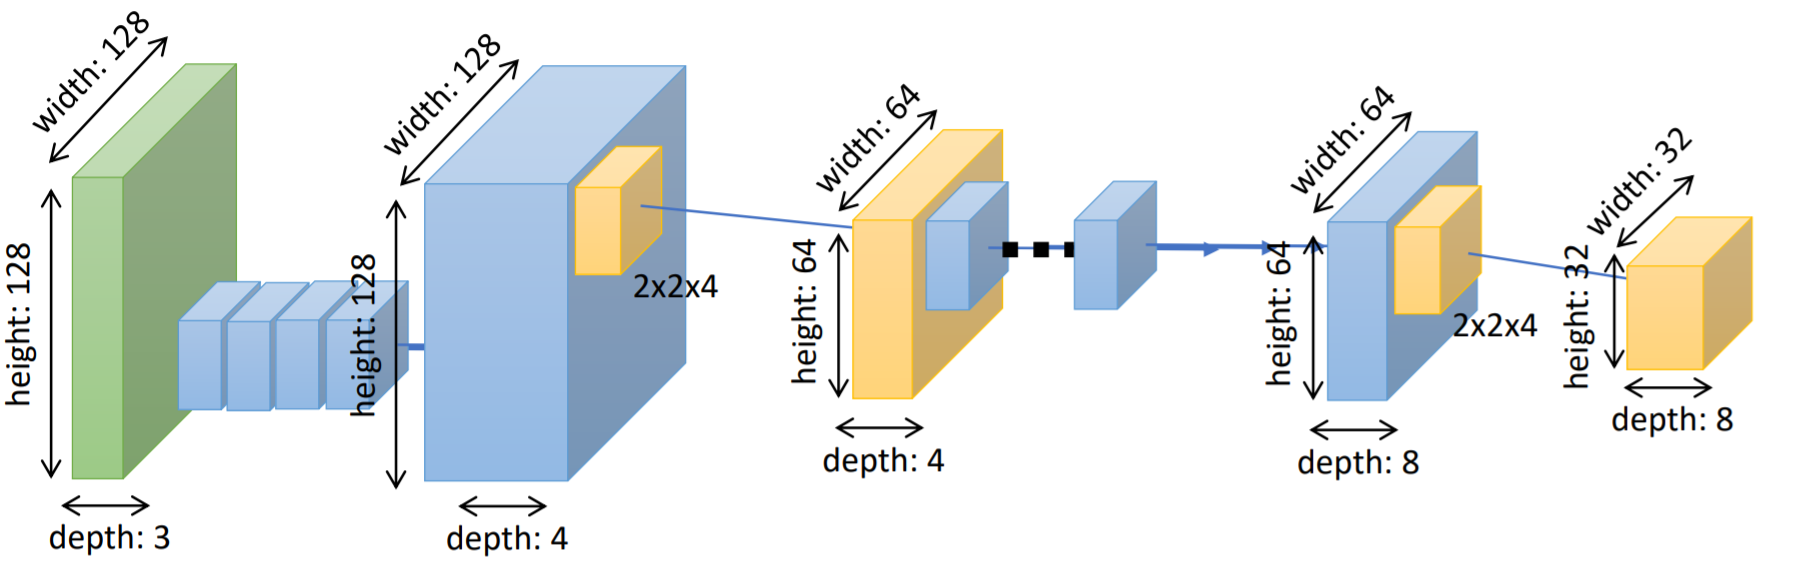 width: 128
height: 128
depth: 3
width: 128
height: 128
depth: 4
2x2x4
width: 64
height: 64
depth: 4
width: 64
height: 64
depth: 8
2x2x4
width: 32
height: 32
depth: 8